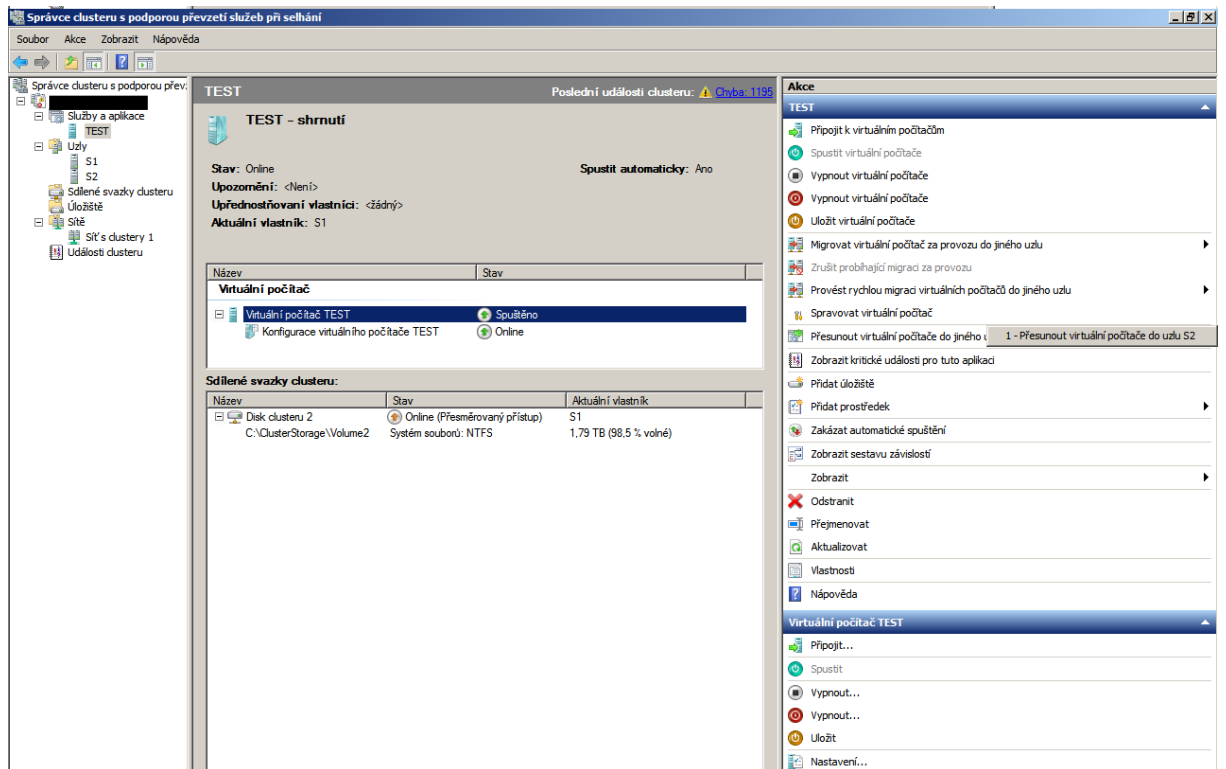 Správce clusteru s podporou převzetí služeb při selhání
Soubor Akce Zobrazit Nápověda
Správce clusteru s podporou přev:
Služby a aplikace
TEST
Uzly
S1
S2
Sdílené svazky clusteru
Úložiště
Sítě
Síť s clustery 1
Události clusteru
TEST Poslední události clusteru: Chyba: 1195
TEST - shrnutí
Stav: Online Spustit automaticky: Ano
Upozornění: <Není>
Upřednostňovaní vlastníci: <žádný>
Aktuální vlastník: S1
Název Stav
Virtuální počítač
Virtuální počítač TEST Spuštěno
Konfigurace virtuálního počítače TEST Online
Sdílené svazky clusteru:
Název Stav Aktuální vlastník
Disk clusteru 2 Online (Přesměrovaný přístup) S1
C:\ClusterStorage\Volume2 Systém souborů: NTFS 1,79 TB (98,5 % volné)
Akce
TEST
Připojit k virtuálním počítačům
Spustit virtuální počítače
Vypnout virtuální počítače
Vypnout virtuální počítače
Uložit virtuální počítače
Migrovat virtuální počítač za provozu do jiného uzlu
Zrušit probíhající migraci za provozu
Provést rychlou migraci virtuálních počítačů do jiného uzlu
Spravovat virtuální počítač
Přesunout virtuální počítače do jiného 1 - Přesunout virtuální počítače do uzlu S2
Zobrazit kritické události pro tuto aplikaci
Přidat úložiště
Přidat prostředek
Zakázat automatické spuštění
Zobrazit sestavu závislostí
Zobrazit
Odstranit
Přejmenovat
Aktualizovat
Vlastnosti
Nápověda
Virtuální počítač TEST
Připojit...
Spustit
Vypnout...
Vypnout...
Uložit
Nastavení...